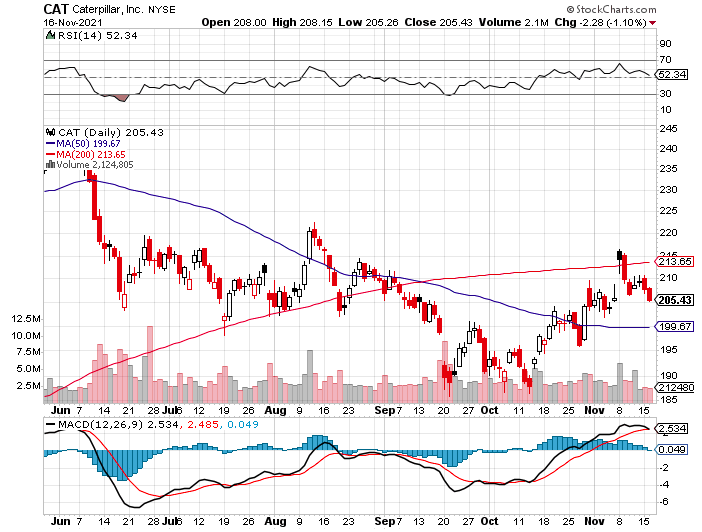 CAT Caterpillar, Inc. NYSE © StockCharts.com
16-Nov-2021 Open 208.00 High 208.15 Low 205.26 Close 205.43 Volume 2.1M Chg -2.28 (-1.10%)
RSI(14) 52.34
90
70
52.34
30
10
CAT (Daily) 205.43
MA(50) 199.67
MA(200) 213.65
Volume 2,124,805
245
240
235
230
225
220
215
213.65
210
205.43
199.67
195
190
2124805
185
12.5M
10.0M
7.5M
5.0M
2.5M
Jun 7 14 21 28 Jul 6 12 19 26 Aug 9 16 23 Sep 7 13 20 27 Oct 11 18 25 Nov 8 15
MACD(12,26,9) 2.534, 2.485, 0.049
2.534
2
0.049
-2
-4
-6
Jun 7 14 21 28 Jul 6 12 19 26 Aug 9 16 23 Sep 7 13 20 27 Oct 11 18 25 Nov 8 15